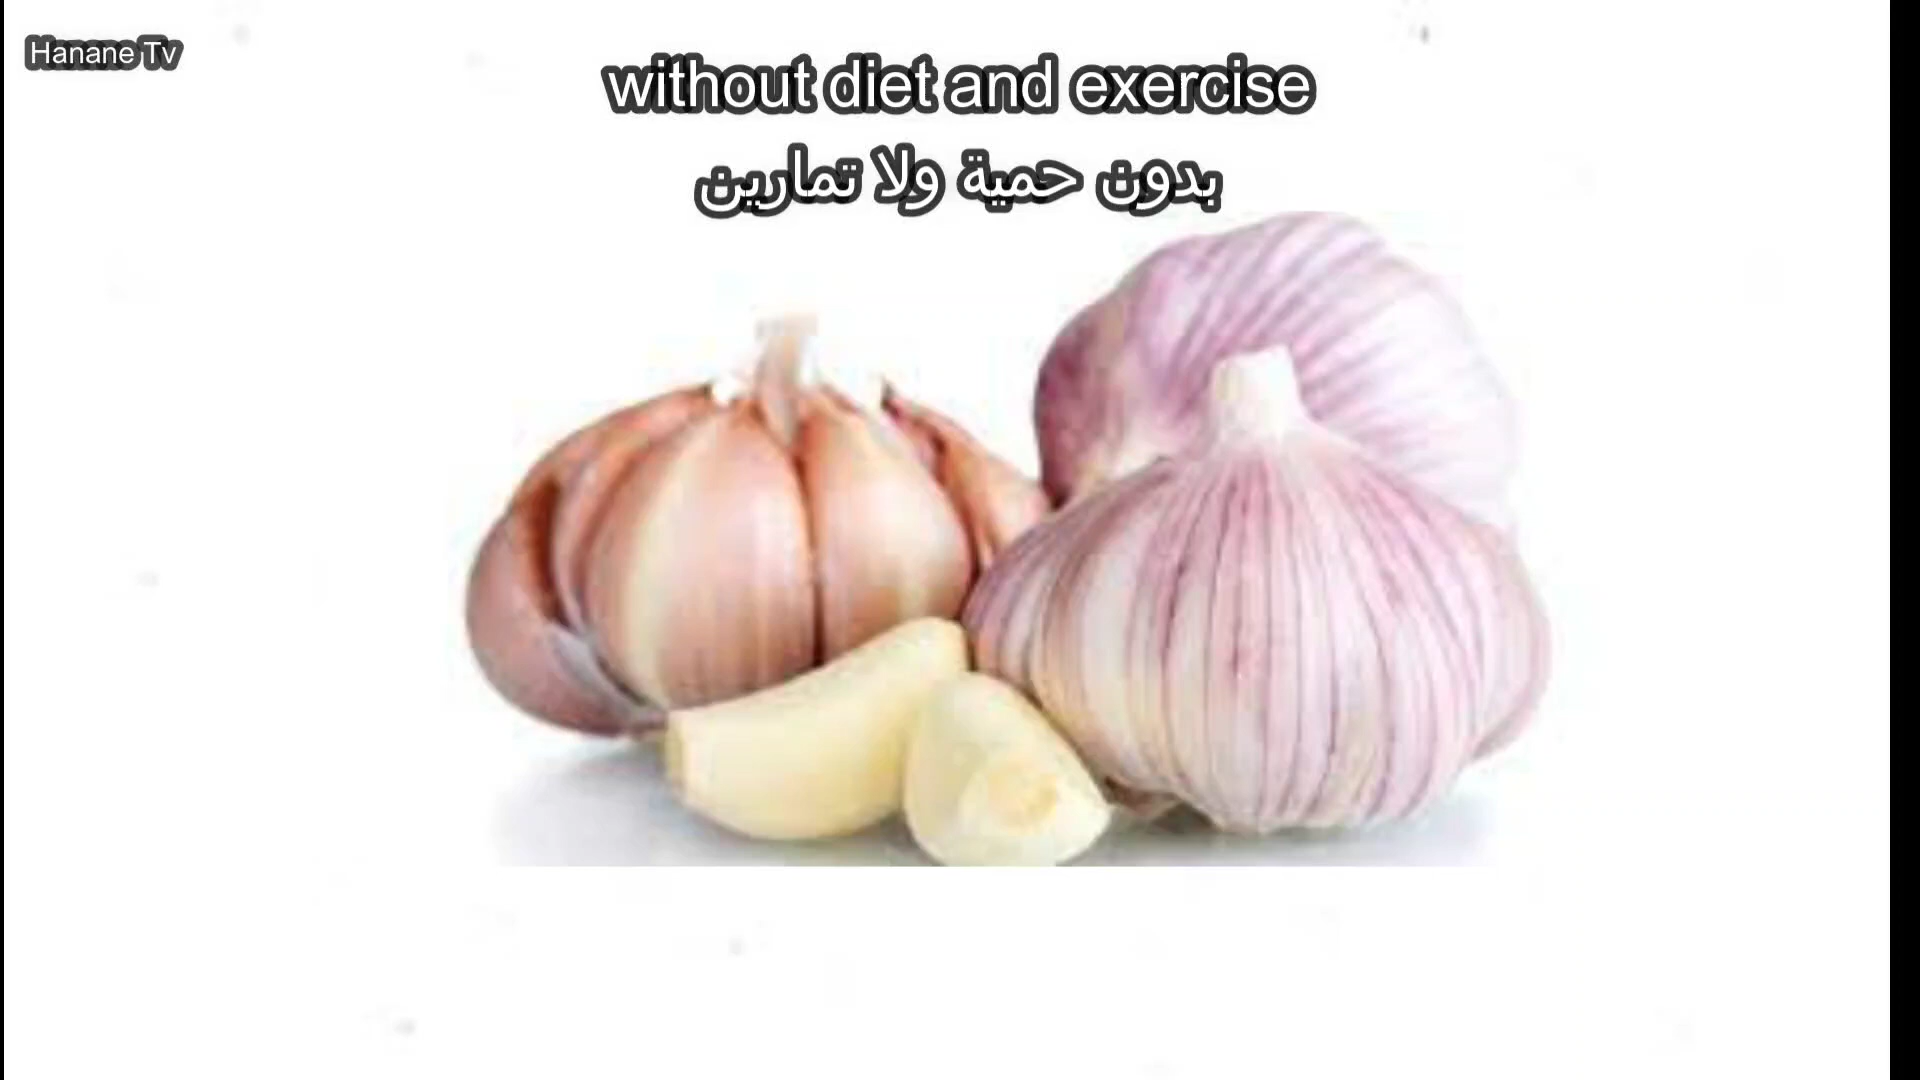 Hanane Tv
without diet and exercise
بدون حمية ولا تمارين